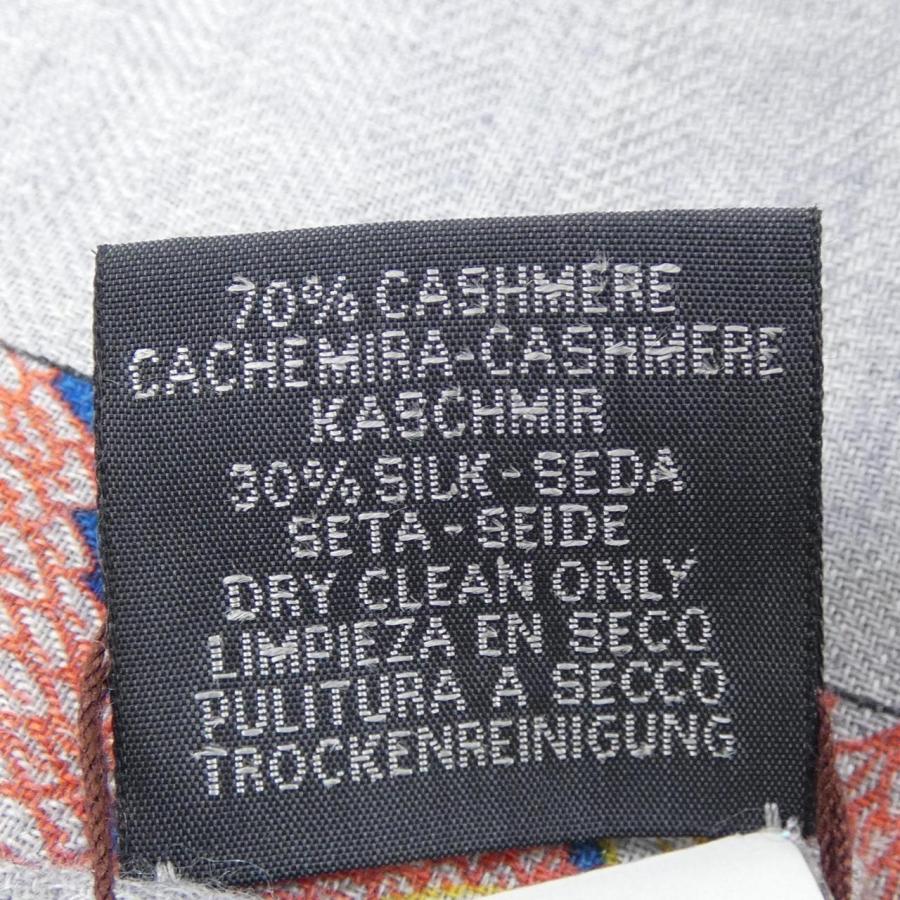 70% CASHMERE
CACHEMIRA-CASHMERE
KASCHMIR
30% SILK - SEDA
SETA - SEIDE
DRY CLEAN ONLY
LIMPIEZA EN SECO
PULITURA A SECCO
TROCKENREINIGUNG